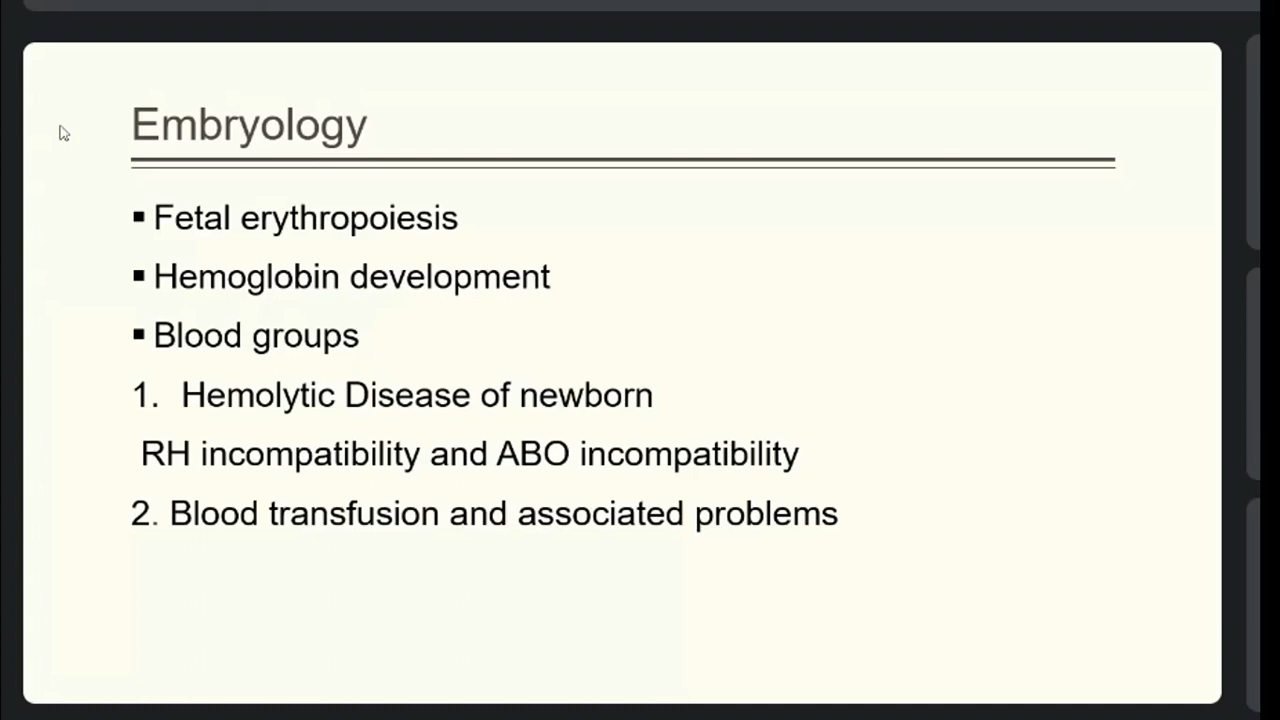 Embryology
▪ Fetal erythropoiesis
▪ Hemoglobin development
▪ Blood groups
1. Hemolytic Disease of newborn
RH incompatibility and ABO incompatibility
2. Blood transfusion and associated problems